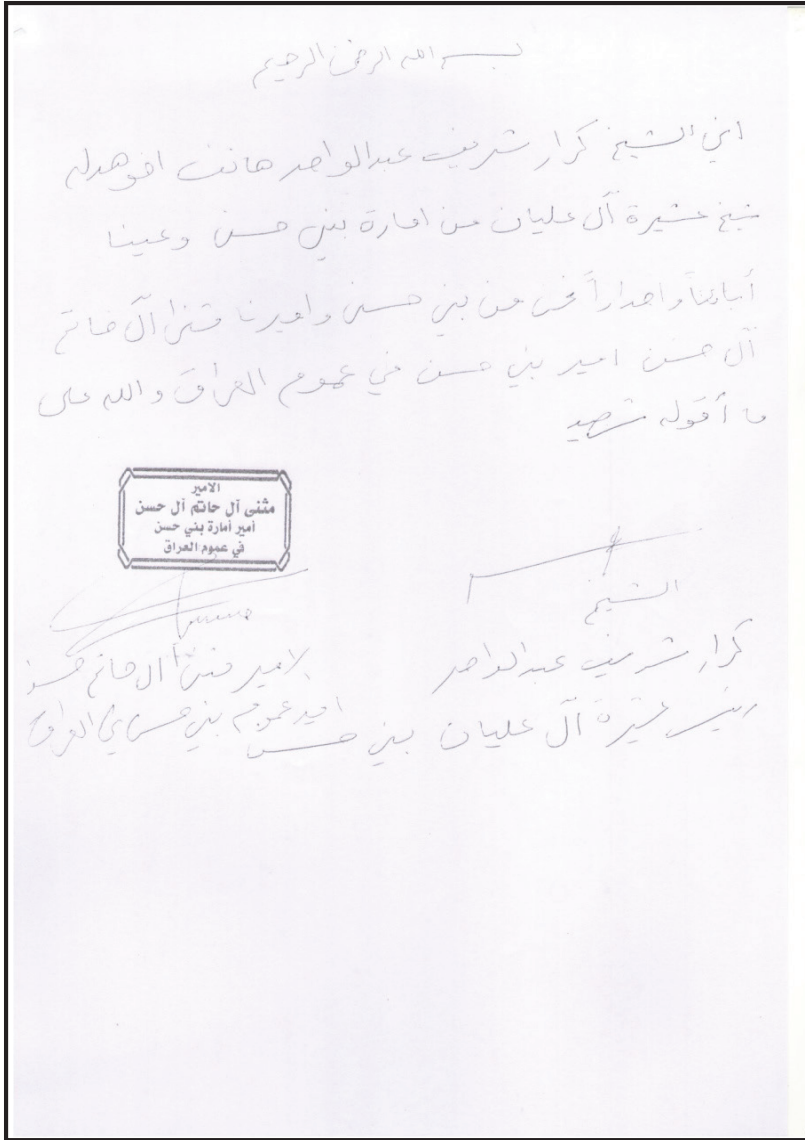 بسم الله الرحمن الرحيم
اني الشيخ كرار شريف عبدالواحد هاتف
شيخ عشيرة آل عليان من امارة بني حسن وعينا
أباءناً واجداراً نحن من بني حسن واميرنا مثنى آل حاتم
آل حسن امير بني حسن في عموم العراق والله على
ما أقوله شهيد
الامير
مثنى آل حاتم آل حسن
أمير أمارة بني حسن
في عموم العراق
الشيخ
كرار شريف عبدالواحد
رئيس عشيرة آل عليان بني حسن
الامير مثنى آل حاتم حسن
امير عموم بني حسن في العراق